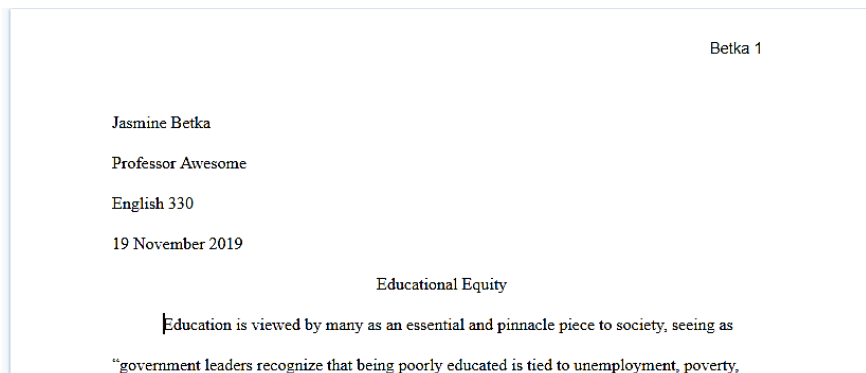 Betka 1
Jasmine Betka
Professor Awesome
English 330
19 November 2019
Educational Equity
Education is viewed by many as an essential and pinnacle piece to society, seeing as
“government leaders recognize that being poorly educated is tied to unemployment, poverty,